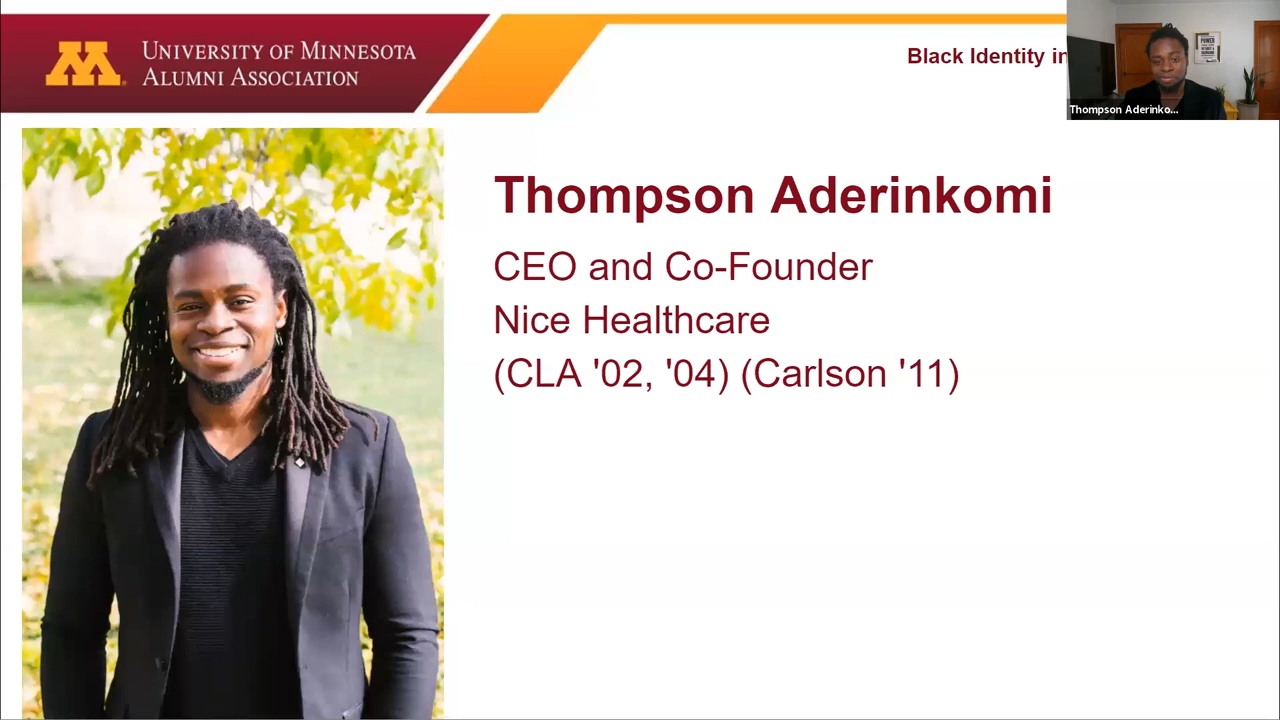 UNIVERSITY OF MINNESOTA
ALUMNI ASSOCIATION
Black Identity in
Thompson Aderinko...
POWER
Thompson Aderinkomi
CEO and Co-Founder
Nice Healthcare
(CLA '02, '04) (Carlson '11)